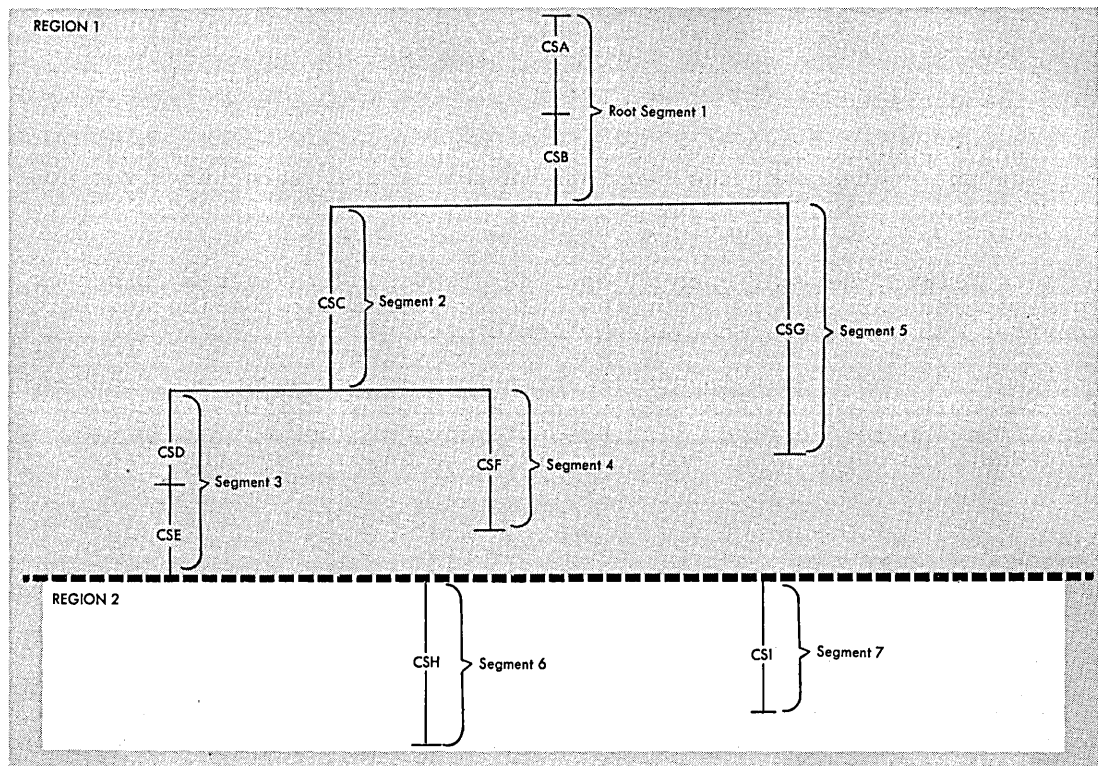 REGION 1
CSA
Root Segment 1
CSB
CSC
Segment 2
CSG
Segment 5
CSD
Segment 3
CSE
CSF
Segment 4
REGION 2
CSH
Segment 6
CSI
Segment 7